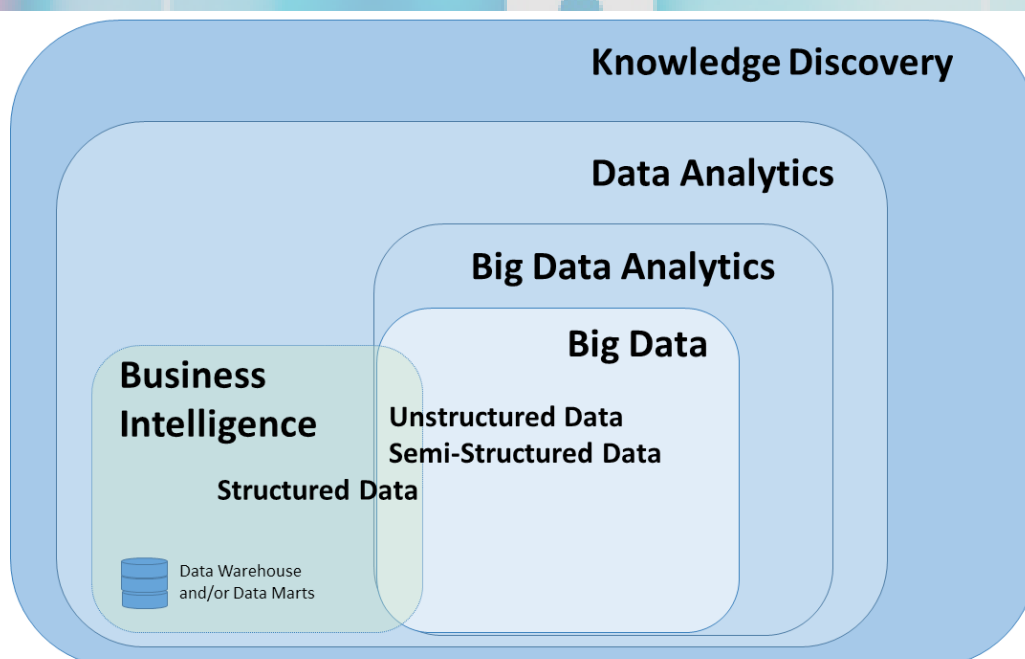 Knowledge Discovery
Data Analytics
Big Data Analytics
Big Data
Business
Intelligence
Unstructured Data
Semi-Structured Data
Structured Data
Data Warehouse
and/or Data Marts